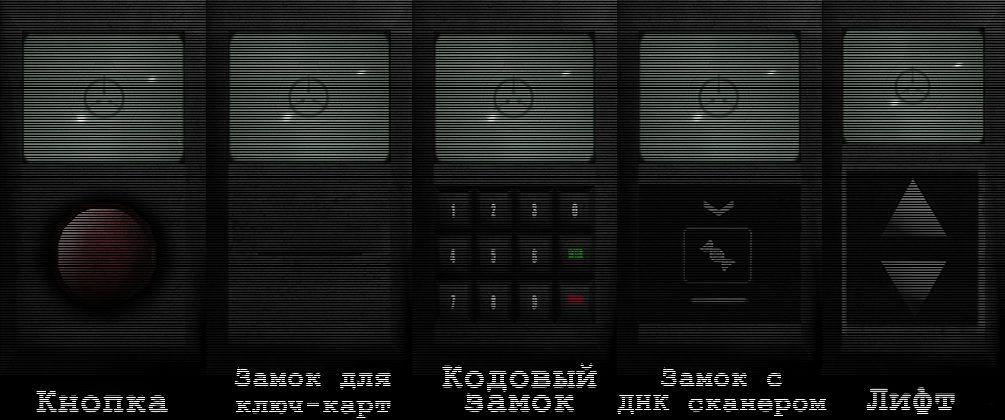 1 2 3 0
4 5 6
7 8 9
Кнопка
Замок для
ключ-карт
Кодовый
замок
Замок с
ДНК сканером
Лифт